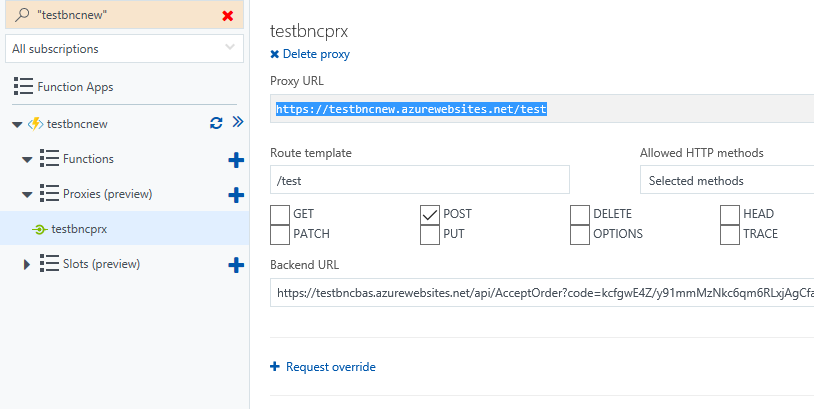 "testbncnew"
All subscriptions
Function Apps
testbncnew
Functions
Proxies (preview)
testbncprx
Slots (preview)
testbncprx
Delete proxy
Proxy URL
https://testbncnew.azurewebsites.net/test
Route template
Allowed HTTP methods
/test
Selected methods
GET
POST
DELETE
HEAD
PATCH
PUT
OPTIONS
TRACE
Backend URL
https://testbncbas.azurewebsites.net/api/AcceptOrder?code=kcfgwE4Z/y91mmMzNkc6qm6RLxjAgCfa
Request override